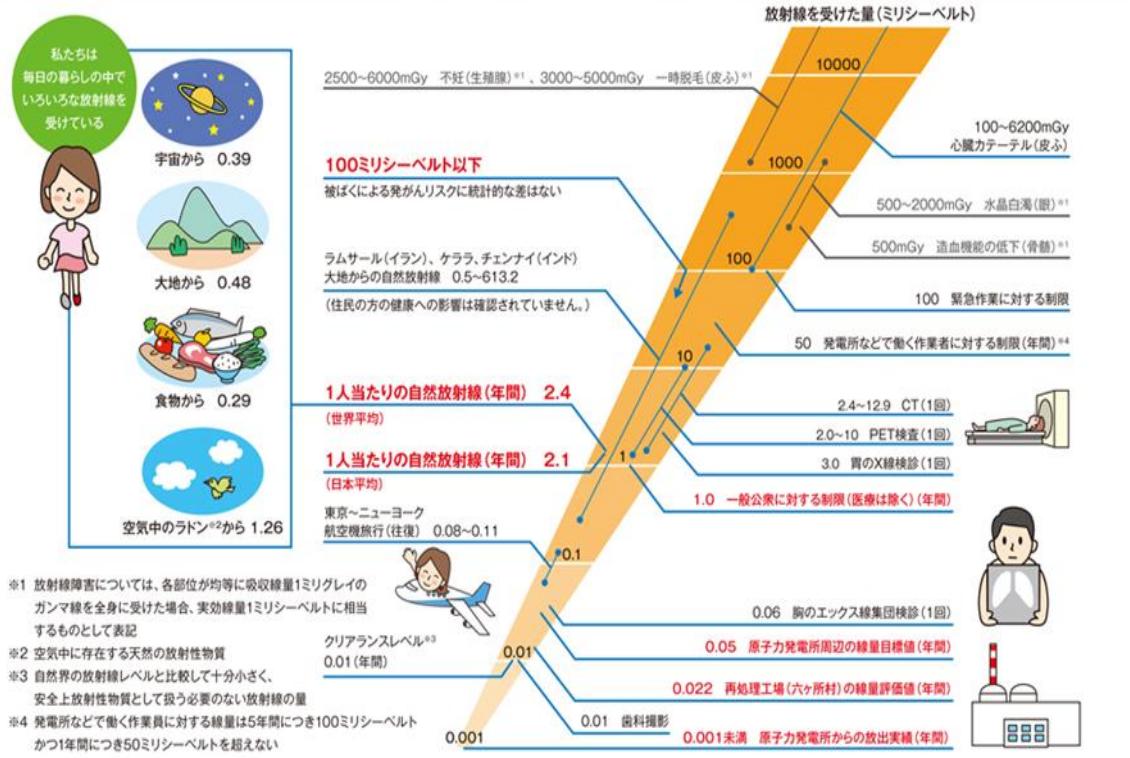 放射線を受けた量(ミリシーベルト)
私たちは
毎日の暮らしの中で
いろいろな放射線を
受けている
宇宙から 0.39
大地から 0.48
食物から 0.29
空気中のラドン※2から 1.26
2500~6000mGy 不妊(生殖腺)※1 、3000~5000mGy 一時脱毛(皮ふ)※1
100ミリシーベルト以下
被ばくによる発がんリスクに統計的な差はない
ラムサール(イラン)、ケララ、チェンナイ(インド)
大地からの自然放射線 0.5~613.2
(住民の方の健康への影響は確認されていません。)
1人当たりの自然放射線(年間) 2.4
(世界平均)
1人当たりの自然放射線(年間) 2.1
(日本平均)
東京~ニューヨーク
航空機旅行(往復) 0.08~0.11
クリアランスレベル※3
0.01(年間)
10000
1000
100
10
1
0.1
0.01
0.001
100~6200mGy
心臓カテーテル(皮ふ)
500~2000mGy 水晶白濁(眼)※1
500mGy 造血機能の低下(骨髄)※1
100 緊急作業に対する制限
50 発電所などで働く作業者に対する制限(年間)※4
2.4~12.9 CT(1回)
2.0~10 PET検査(1回)
3.0 胃のX線検診(1回)
1.0 一般公衆に対する制限(医療は除く)(年間)
0.06 胸のエックス線集団検診(1回)
0.05 原子力発電所周辺の線量目標値(年間)
0.022 再処理工場(六ヶ所村)の線量評価値(年間)
0.01 歯科撮影
0.001未満 原子力発電所からの放出実績(年間)
※1 放射線障害については、各部位が均等に吸収線量1ミリグレイの
ガンマ線を全身に受けた場合、実効線量1ミリシーベルトに相当
するものとして表記
※2 空気中に存在する天然の放射性物質
※3 自然界の放射線レベルと比較して十分小さく、
安全上放射性物質として扱う必要のない放射線の量
※4 発電所などで働く作業員に対する線量は5年間につき100ミリシーベルト
かつ1年間につき50ミリシーベルトを超えない